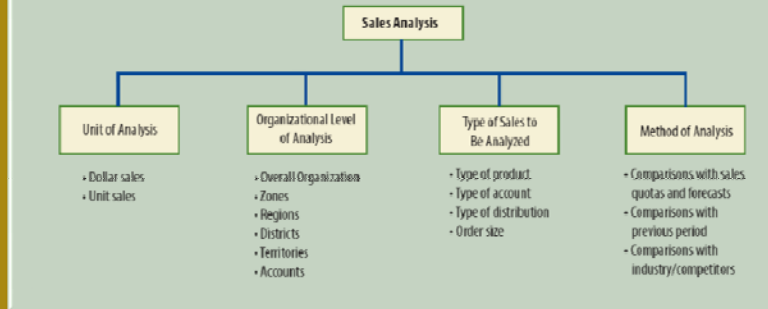 Sales Analysis
Unit of Analysis
• Dollar sales
• Unit sales
Organizational Level
of Analysis
• Overall Organization
• Zones
• Regions
• Districts
• Territories
• Accounts
Type of Sales to
Be Analyzed
• Type of product
• Type of account
• Type of distribution
• Order size
Method of Analysis
• Comparisons with sales
quotas and forecasts
• Comparisons with
previous period
• Comparisons with
industry/competitors